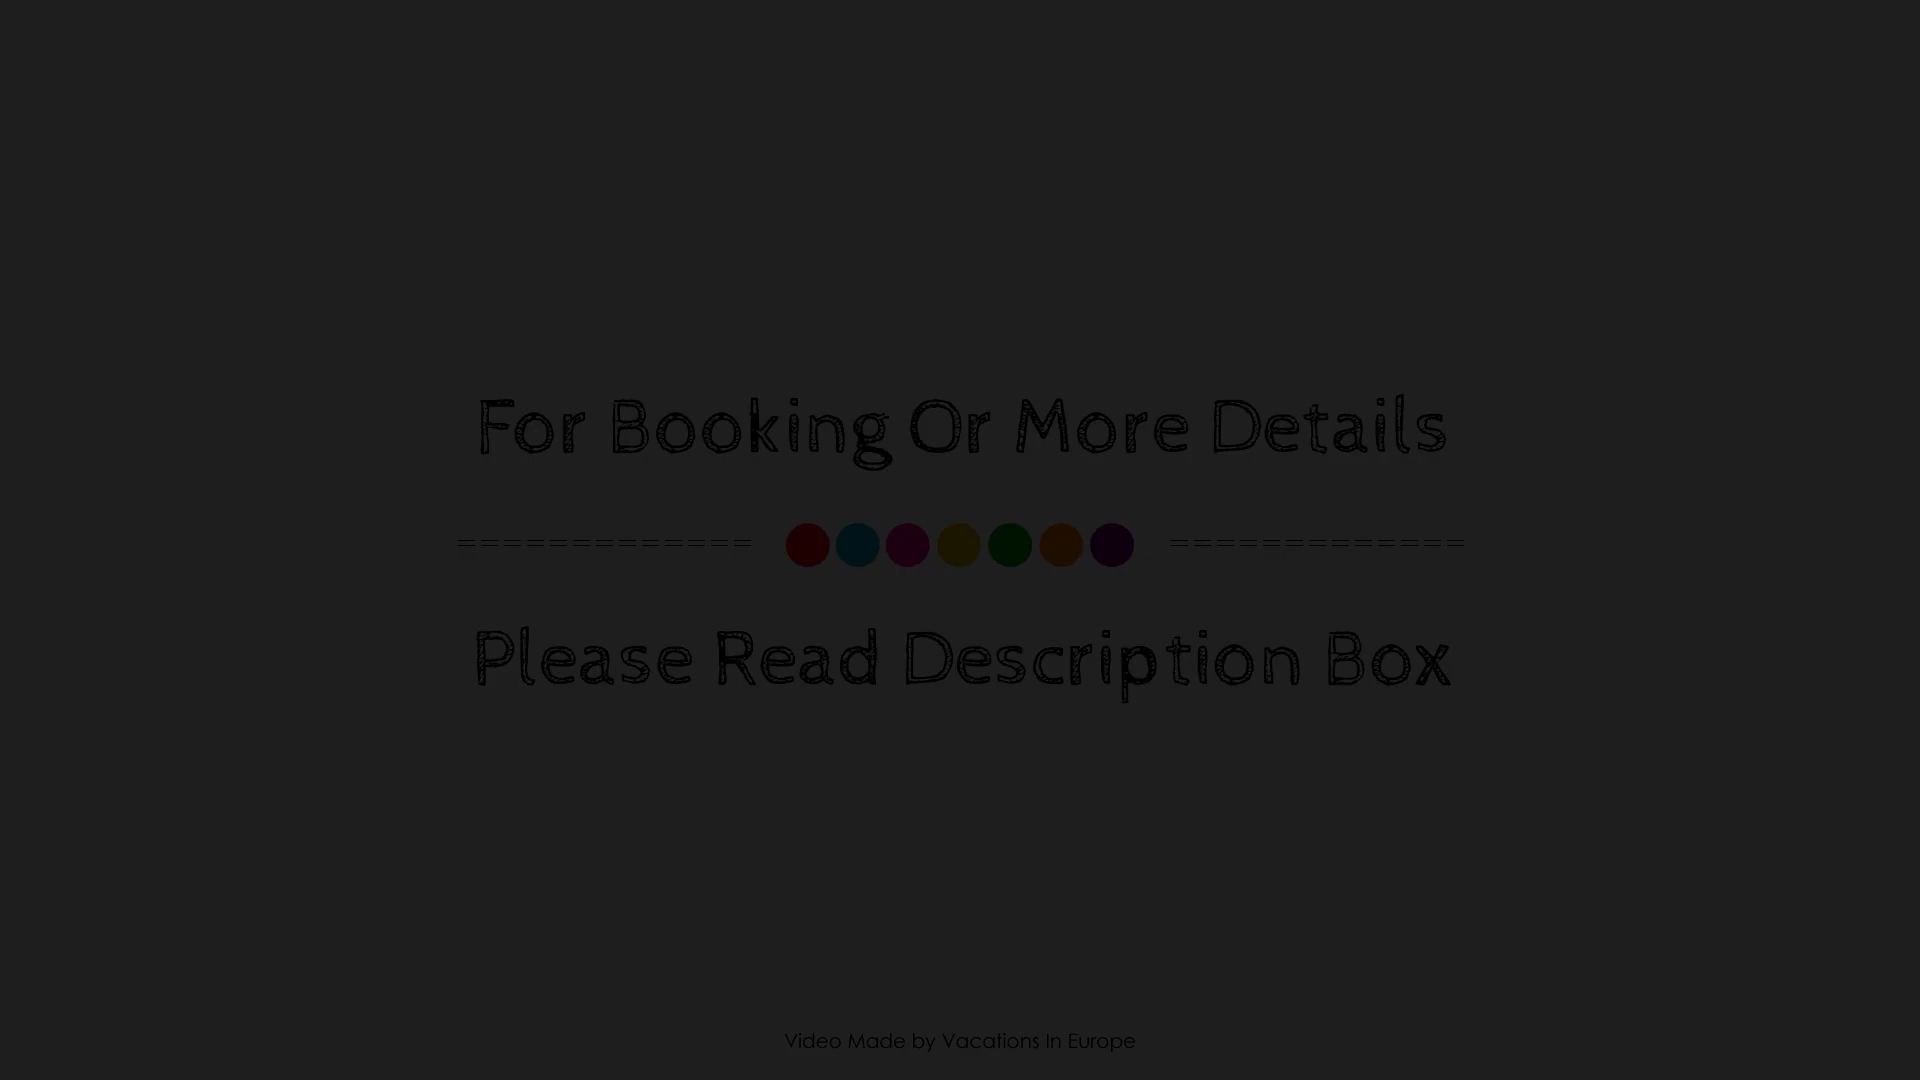 For Booking Or More Details
============= =============
Please Read Description Box
Video Made by Vacations In Europe